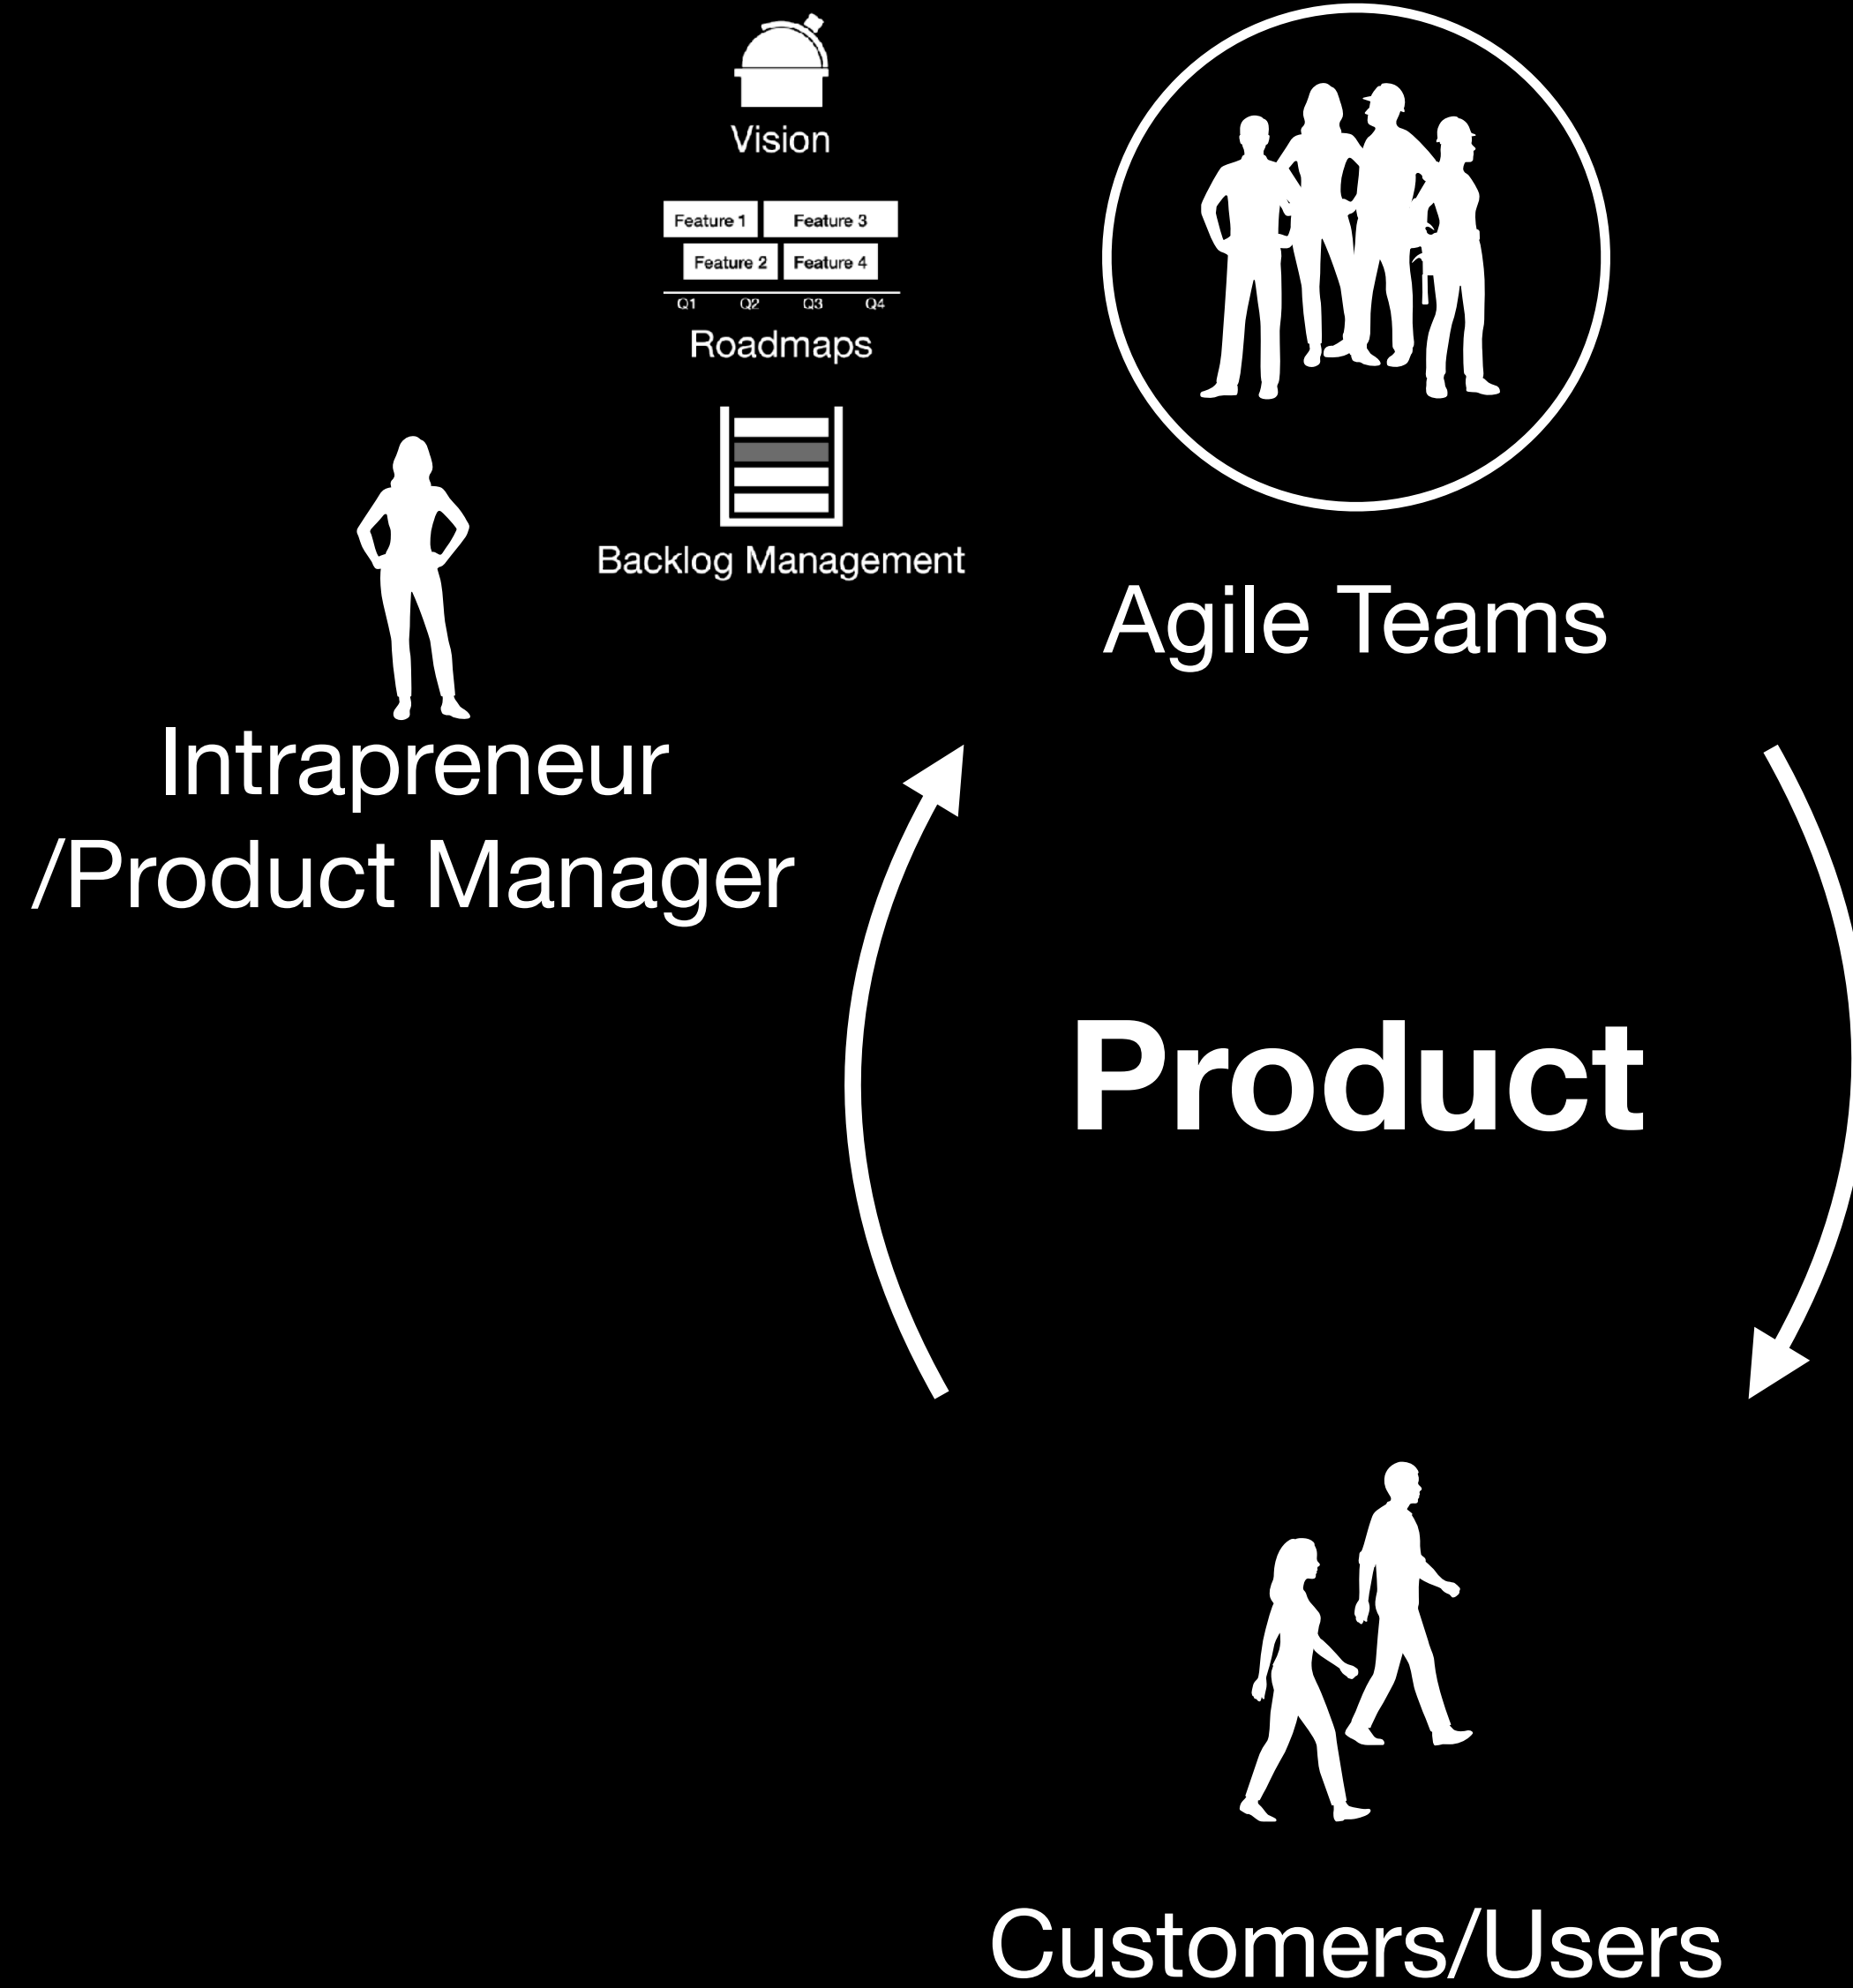 Vision
Feature 1 Feature 3
Feature 2 Feature 4
Q1 Q2 Q3 Q4
Roadmaps
Backlog Management
Agile Teams
Intrapreneur
/Product Manager
Product
Customers/Users